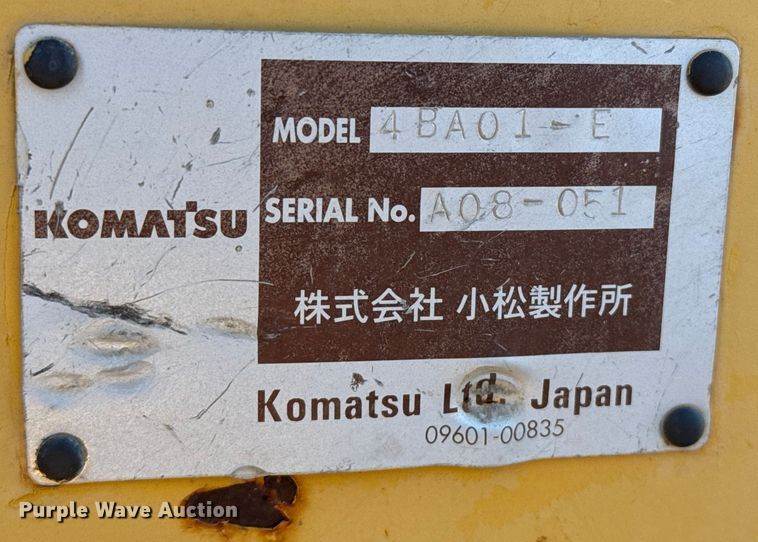 KOMATSU
MODEL 4BA01-E
SERIAL No. A08-051
株式会社 小松製作所
Komatsu Ltd. Japan
09601-00835
Purple Wave Auction